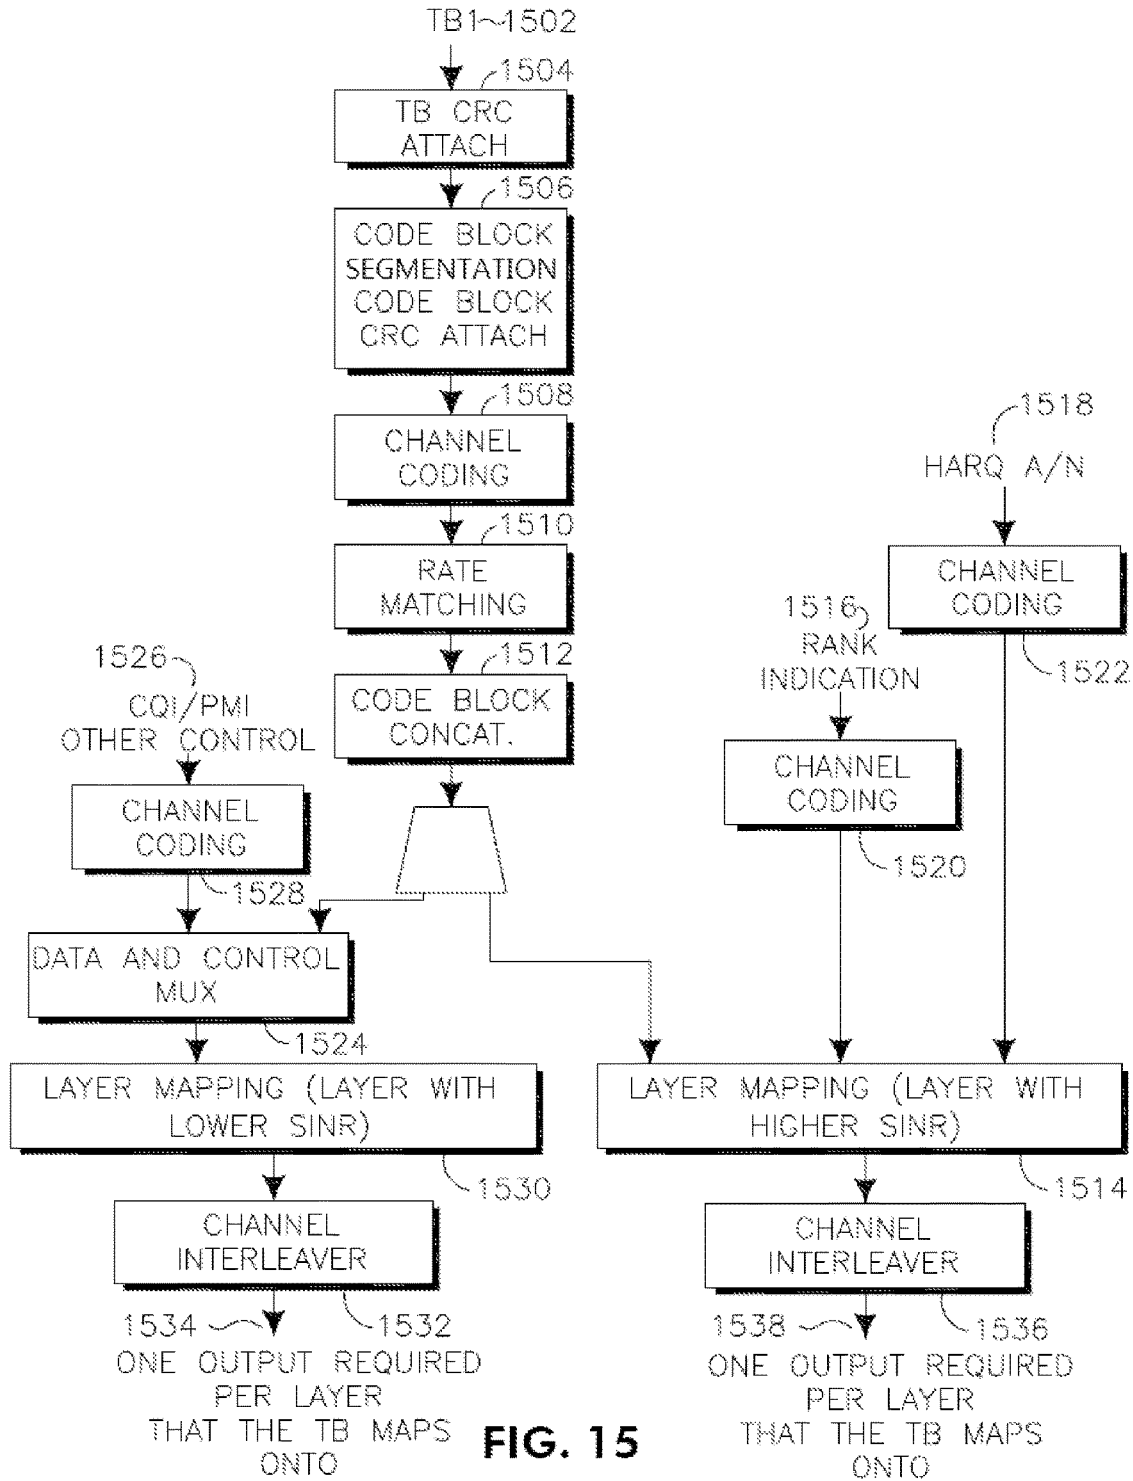 TB1~1502
1504
TB CRC
ATTACH
1506
CODE BLOCK
SEGMENTATION
CODE BLOCK
CRC ATTACH
1508
CHANNEL
CODING
1510
RATE
MATCHING
1512
CODE BLOCK
CONCAT.
1518
HARQ A/N
CHANNEL
CODING
1522
1516
RANK
INDICATION
CHANNEL
CODING
1520
1526
CQI/PMI
OTHER CONTROL
CHANNEL
CODING
1528
DATA AND CONTROL
MUX
1524
LAYER MAPPING (LAYER WITH
LOWER SINR)
1530
CHANNEL
INTERLEAVER
1532
1534
ONE OUTPUT REQUIRED
PER LAYER
THAT THE TB MAPS
ONTO
LAYER MAPPING (LAYER WITH
HIGHER SINR)
1514
CHANNEL
INTERLEAVER
1536
1538
ONE OUTPUT REQUIRED
PER LAYER
THAT THE TB MAPS
ONTO
FIG. 15